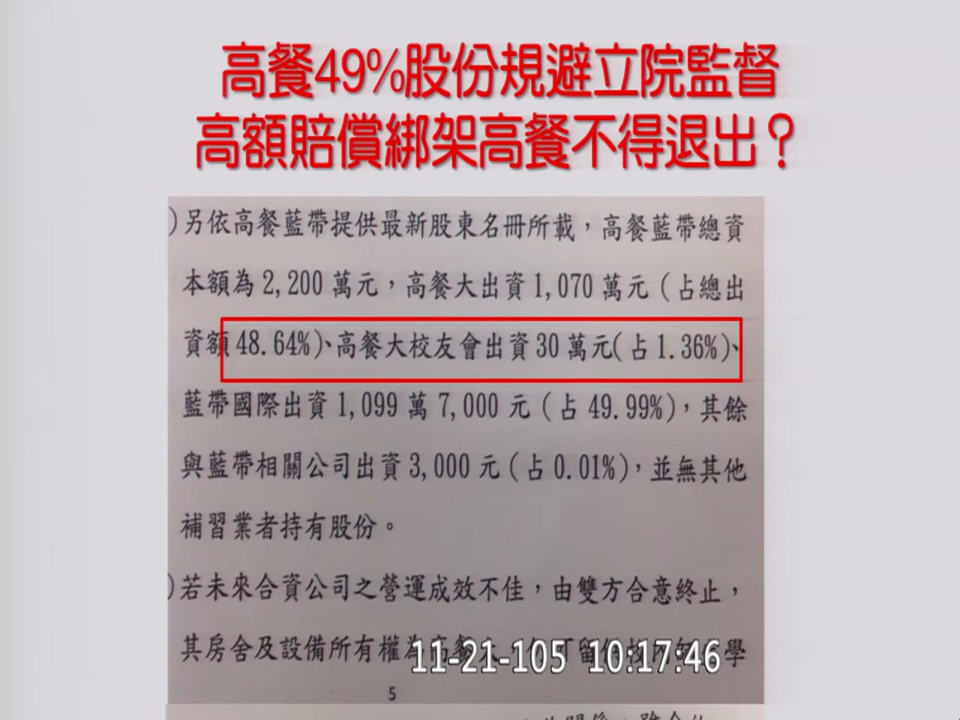 高餐49%股份規避立院監督
高額賠償綁架高餐不得退出？
)另依高餐藍帶提供最新股東名冊所載，高餐藍帶總資
本額為2,200萬元，高餐大出資1,070萬元（占總出
資額48.64%)、高餐大校友會出資30萬元(占1.36%)、
藍帶國際出資1,099萬7,000元（占49.99%)，其餘
與藍帶相關公司出資3,000元（占0.01%)，並無其他
補習業者持有股份。
)若未來合資公司之營運成效不佳，由雙方合意終止，
其房舍及設備所有權為 可留 學
11-21-105 10:17:46
5